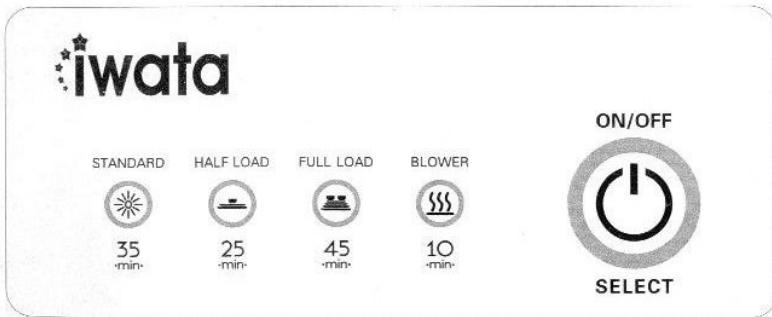 iwata
ON/OFF
STANDARD HALF LOAD FULL LOAD BLOWER
35 25 45 10
·min· ·min· ·min· ·min·
SELECT